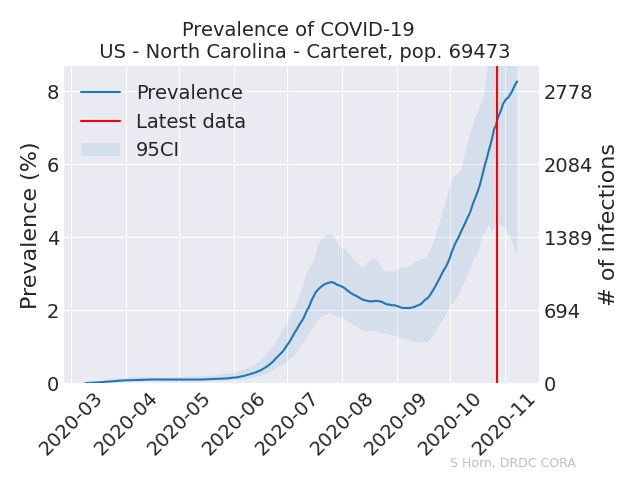 Prevalence of COVID-19
US - North Carolina - Carteret, pop. 69473
Prevalence
Latest data
95CI
Prevalence (%)
8
6
4
2
0
# of infections
2778
2084
1389
694
0
2020-03
2020-04
2020-05
2020-06
2020-07
2020-08
2020-09
2020-10
2020-11
S Horn, DRDC CORA